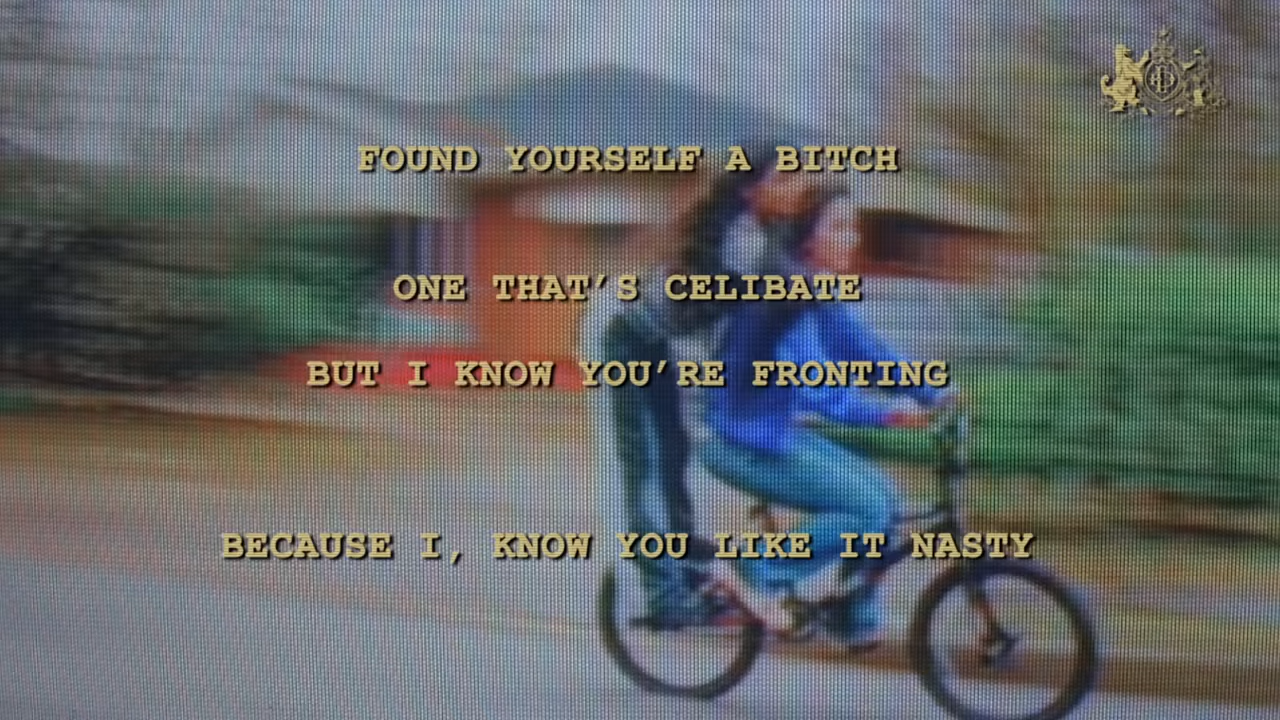 FOUND YOURSELF A BITCH
ONE THAT'S CELIBATE
BUT I KNOW YOU'RE FRONTING
BECAUSE I, KNOW YOU LIKE IT NASTY